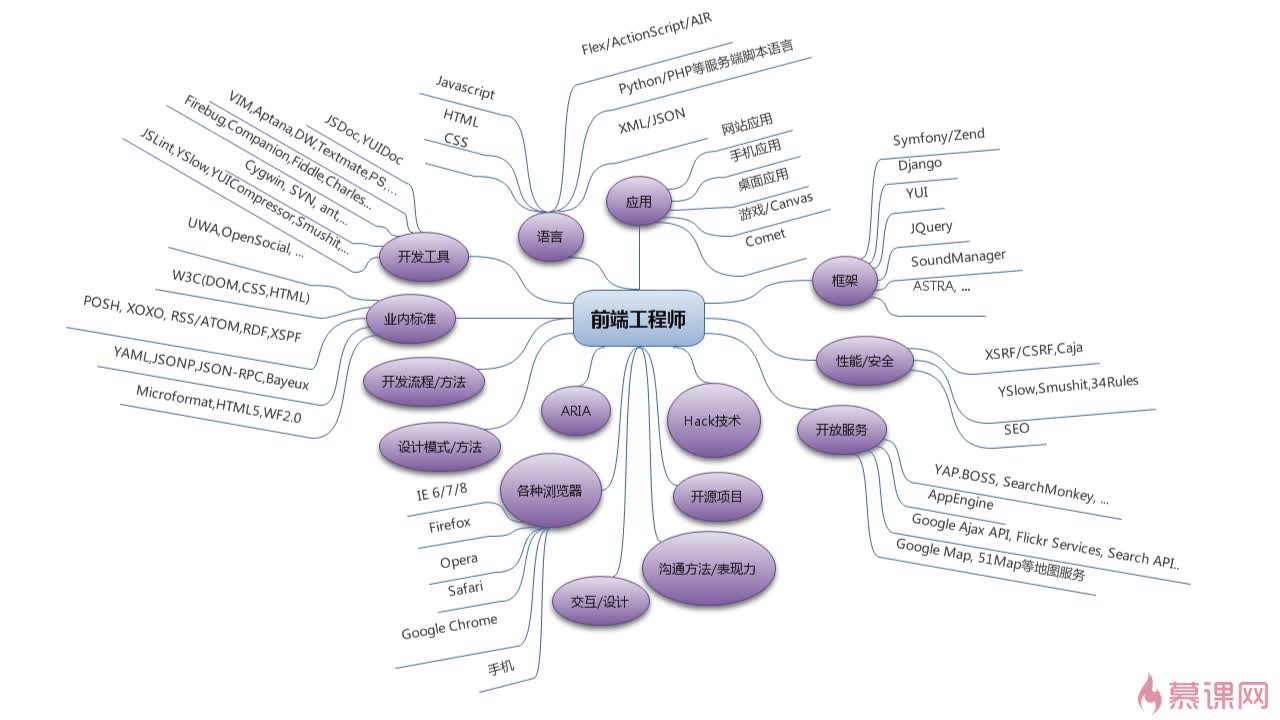 前端工程师
语言
Javascript
HTML
CSS
Flex/ActionScript/AIR
Python/PHP等服务端脚本语言
XML/JSON
应用
网站应用
手机应用
桌面应用
游戏/Canvas
Comet
框架
Symfony/Zend
Django
YUI
JQuery
SoundManager
ASTRA, ...
性能/安全
XSRF/CSRF,Caja
YSlow,Smushit,34Rules
SEO
开放服务
YAP.BOSS, SearchMonkey, ...
AppEngine
Google Ajax API, Flickr Services, Search API..
Google Map, 51Map等地图服务
Hack技术
开源项目
沟通方法/表现力
交互/设计
ARIA
各种浏览器
IE 6/7/8
Firefox
Opera
Safari
Google Chrome
手机
设计模式/方法
开发流程/方法
业内标准
UWA,OpenSocial, ...
W3C(DOM,CSS,HTML)
POSH, XOXO, RSS/ATOM,RDF,XSPF
YAML,JSONP,JSON-RPC,Bayeux
Microformat,HTML5,WF2.0
开发工具
JSDoc,YUIDoc
VIM,Aptana,DW,Textmate,PS,...
Firebug,Companion,Fiddle,Charles...
Cygwin, SVN, ant,...
JSLint,YSlow,YUICompressor,Smushit,...
慕课网